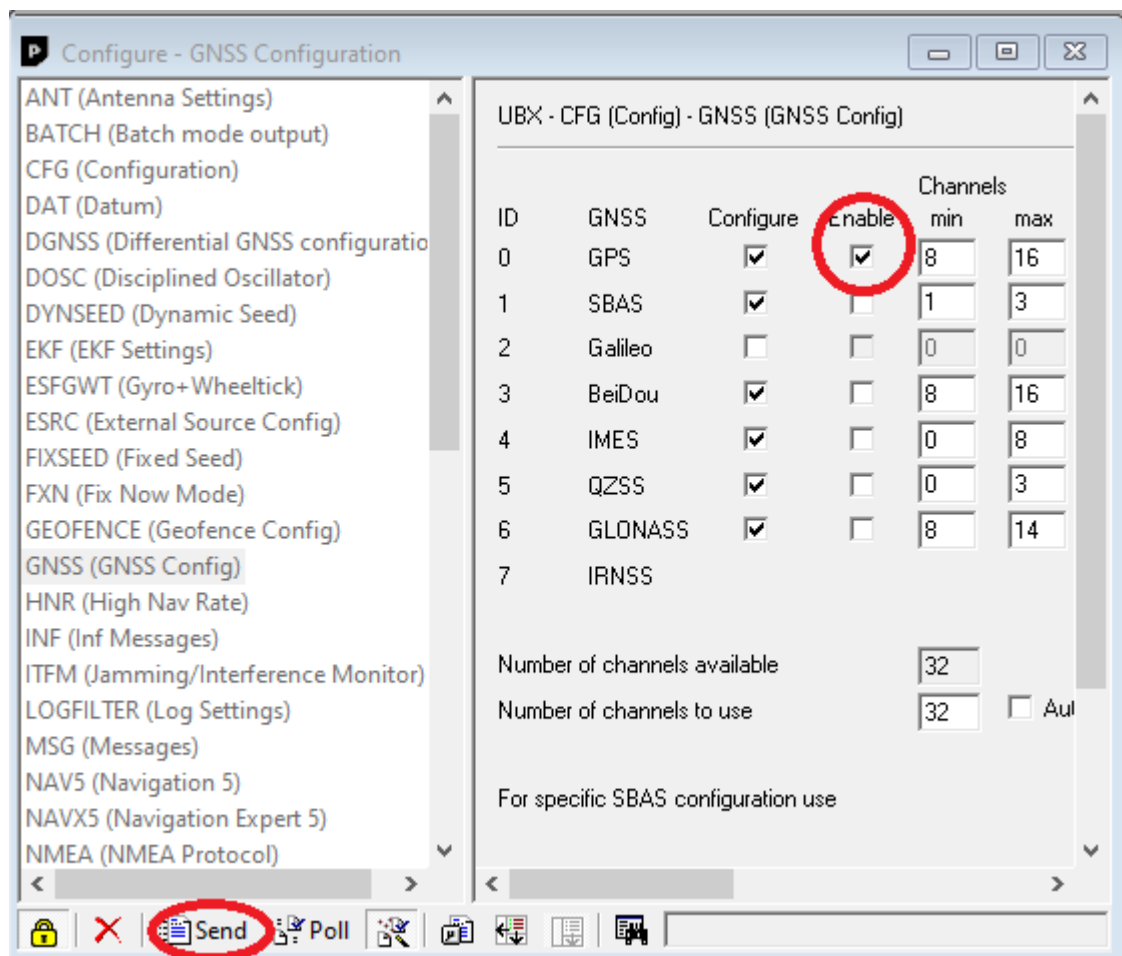 Configure - GNSS Configuration
ANT (Antenna Settings)
BATCH (Batch mode output)
CFG (Configuration)
DAT (Datum)
DGNSS (Differential GNSS configuratio
DOSC (Disciplined Oscillator)
DYNSEED (Dynamic Seed)
EKF (EKF Settings)
ESFGWT (Gyro+Wheeltick)
ESRC (External Source Config)
FIXSEED (Fixed Seed)
FXN (Fix Now Mode)
GEOFENCE (Geofence Config)
GNSS (GNSS Config)
HNR (High Nav Rate)
INF (Inf Messages)
ITFM (Jamming/Interference Monitor)
LOGFILTER (Log Settings)
MSG (Messages)
NAV5 (Navigation 5)
NAVX5 (Navigation Expert 5)
NMEA (NMEA Protocol)
UBX - CFG (Config) - GNSS (GNSS Config)
Channels
ID GNSS Configure Enable min max
0 GPS 8 16
1 SBAS 1 3
2 Galileo 0 0
3 BeiDou 8 16
4 IMES 0 8
5 QZSS 0 3
6 GLONASS 8 14
7 IRNSS
Number of channels available 32
Number of channels to use 32 Au
For specific SBAS configuration use
Send Poll